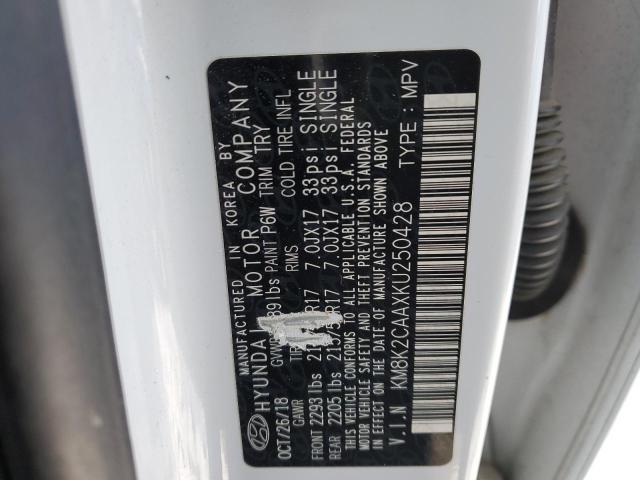 MANUFACTURED IN KOREA BY
HYUNDAI MOTOR COMPANY
OCT/26/18 89lbs PAINT P6W TRIM TRY
GAWR RIMS COLD TIRE INFL
FRONT 2293 lbs R17 7.0JX17 33psi SINGLE
REAR 2205 lbs R17 7.0JX17 33psi SINGLE
THIS VEHICLE CONFORMS TO ALL APPLICABLE U.S.A. FEDERAL
MOTOR VEHICLE SAFETY AND THEFT PREVENTION STANDARDS
IN EFFECT ON THE DATE OF MANUFACTURE SHOWN ABOVE
V.I.N KM8K2CAAXKU250428 TYPE: MPV